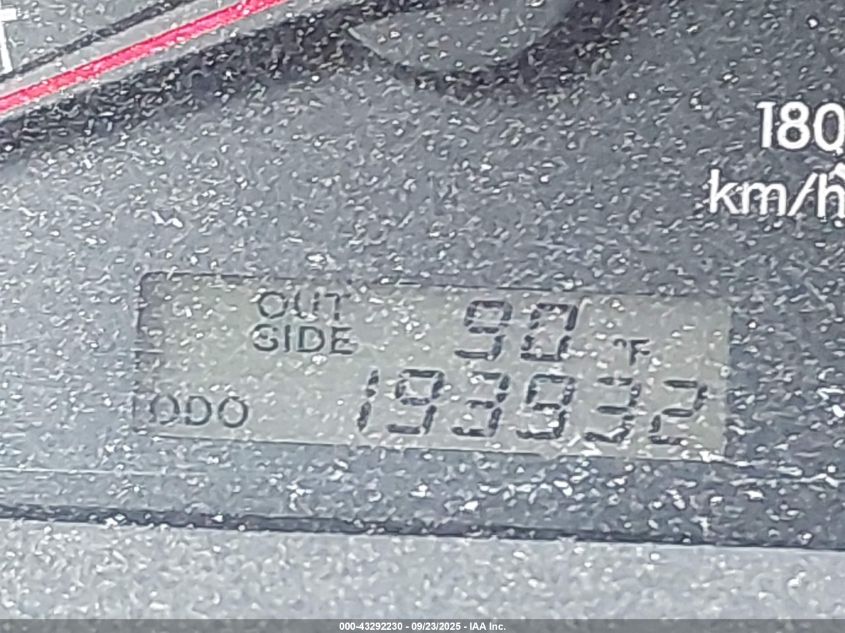 180
km/h
OUT
SIDE 90 °F
ODO 193932
000-43292230 - 09/23/2025 - IAA Inc.